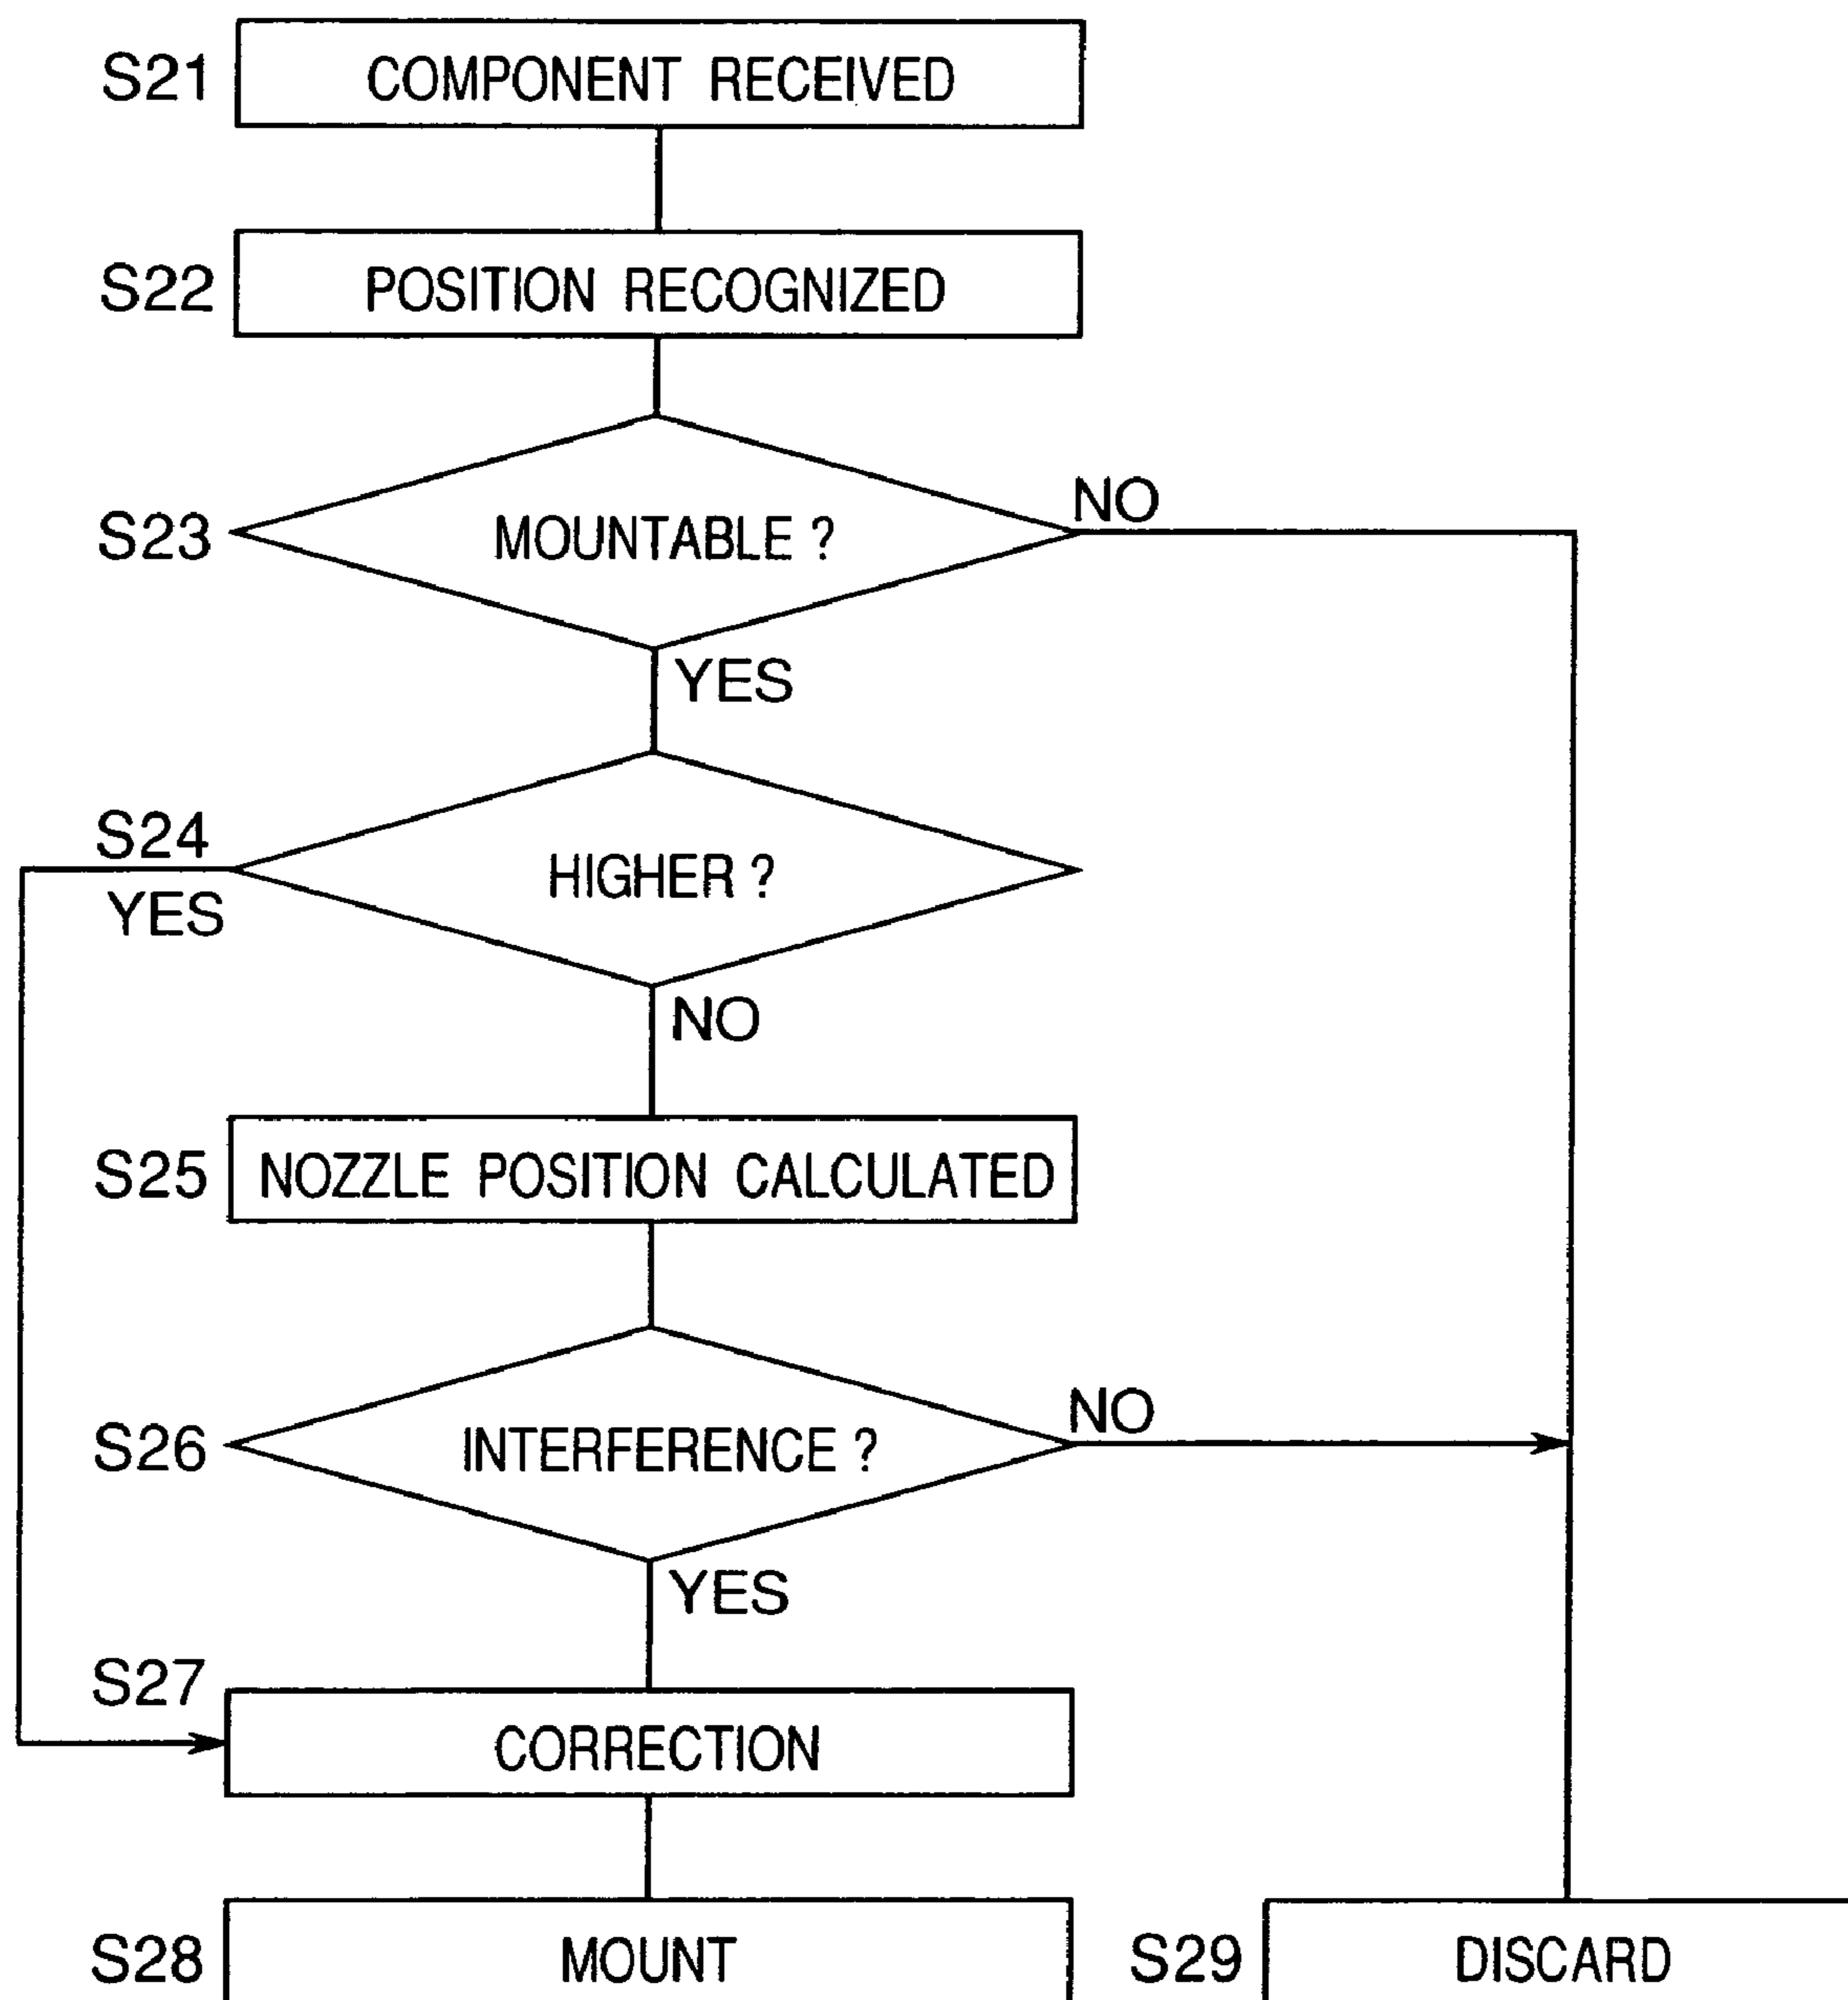 S21 COMPONENT RECEIVED
S22 POSITION RECOGNIZED
S23 MOUNTABLE ?
NO
YES
S24 HIGHER ?
YES
NO
S25 NOZZLE POSITION CALCULATED
S26 INTERFERENCE ?
NO
YES
S27 CORRECTION
S28 MOUNT
S29 DISCARD